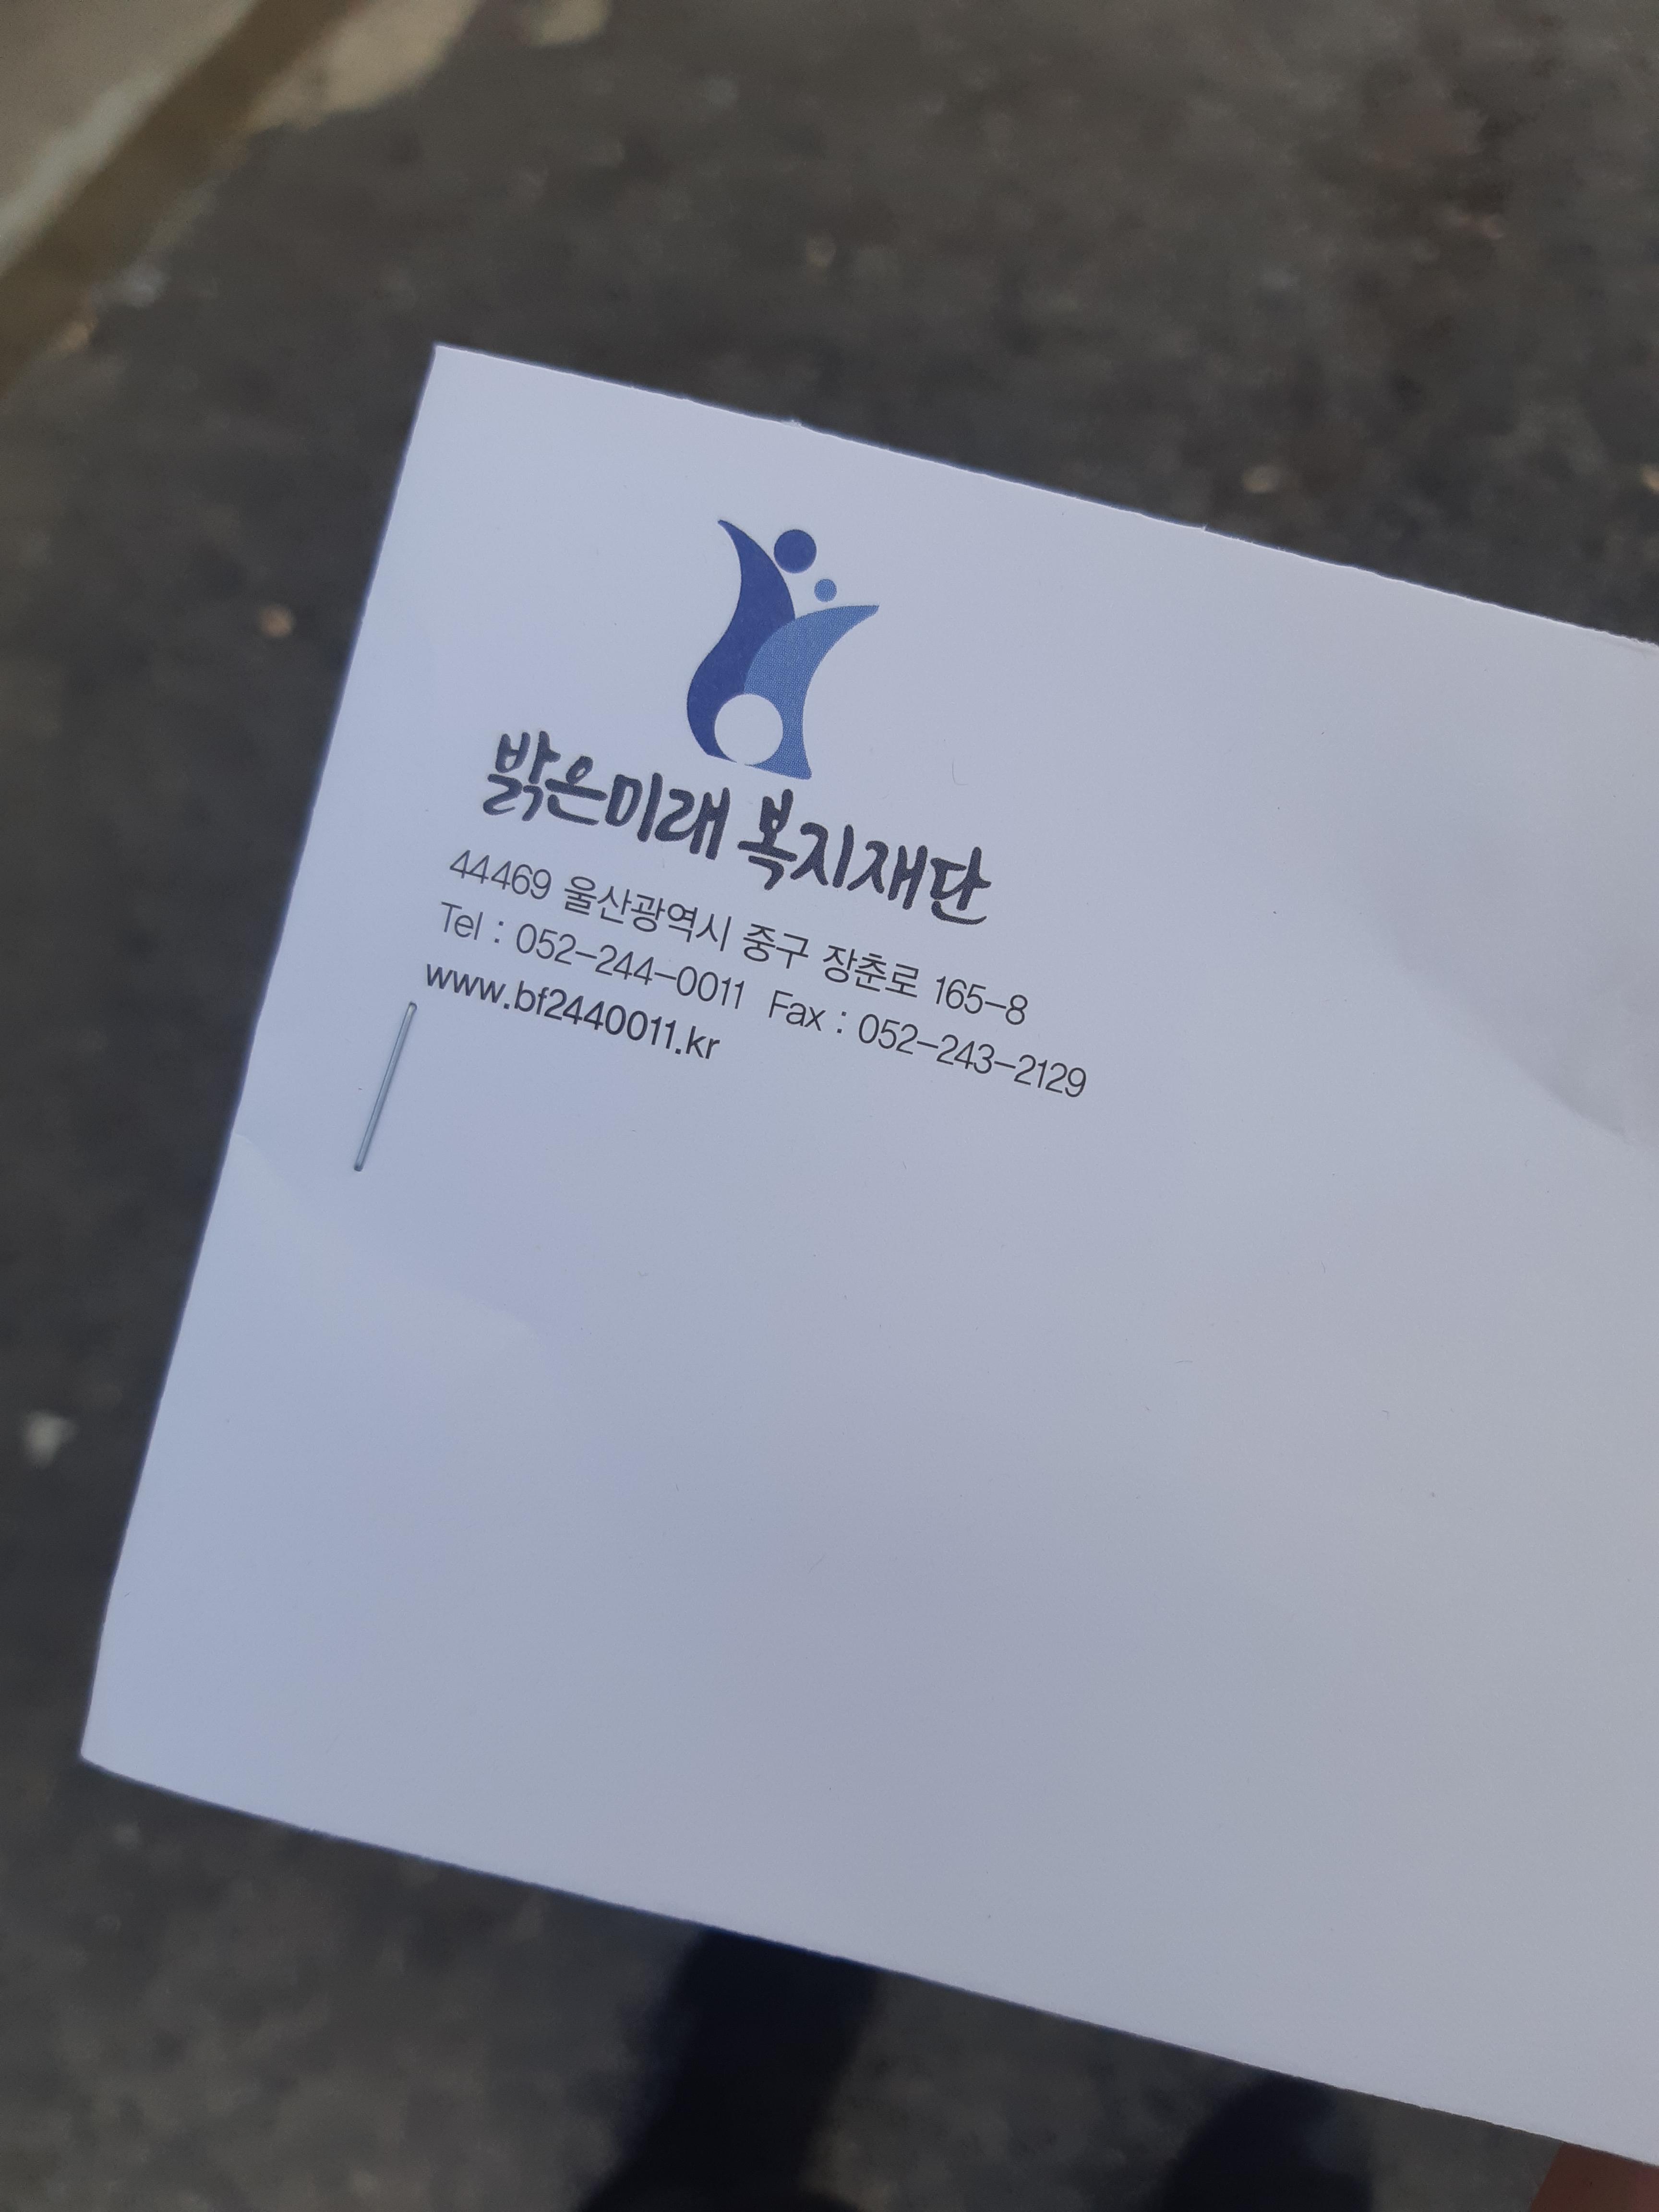 밝은미래 복지재단
44469 울산광역시 중구 장춘로 165-8
Tel : 052-244-0011 Fax : 052-243-2129
www.bf2440011.kr